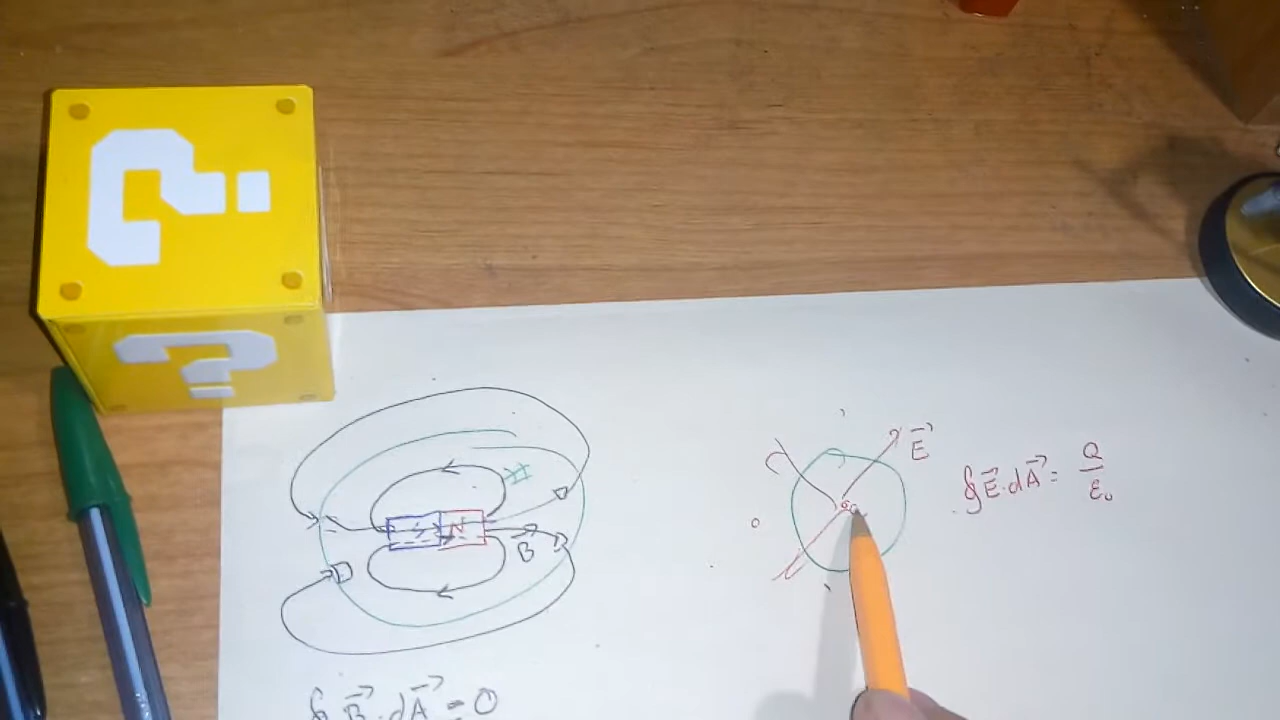 ?
?
S N
B⃗
∮B⃗.dA⃗=0
E⃗
∮E⃗.dA⃗= Q/ε₀